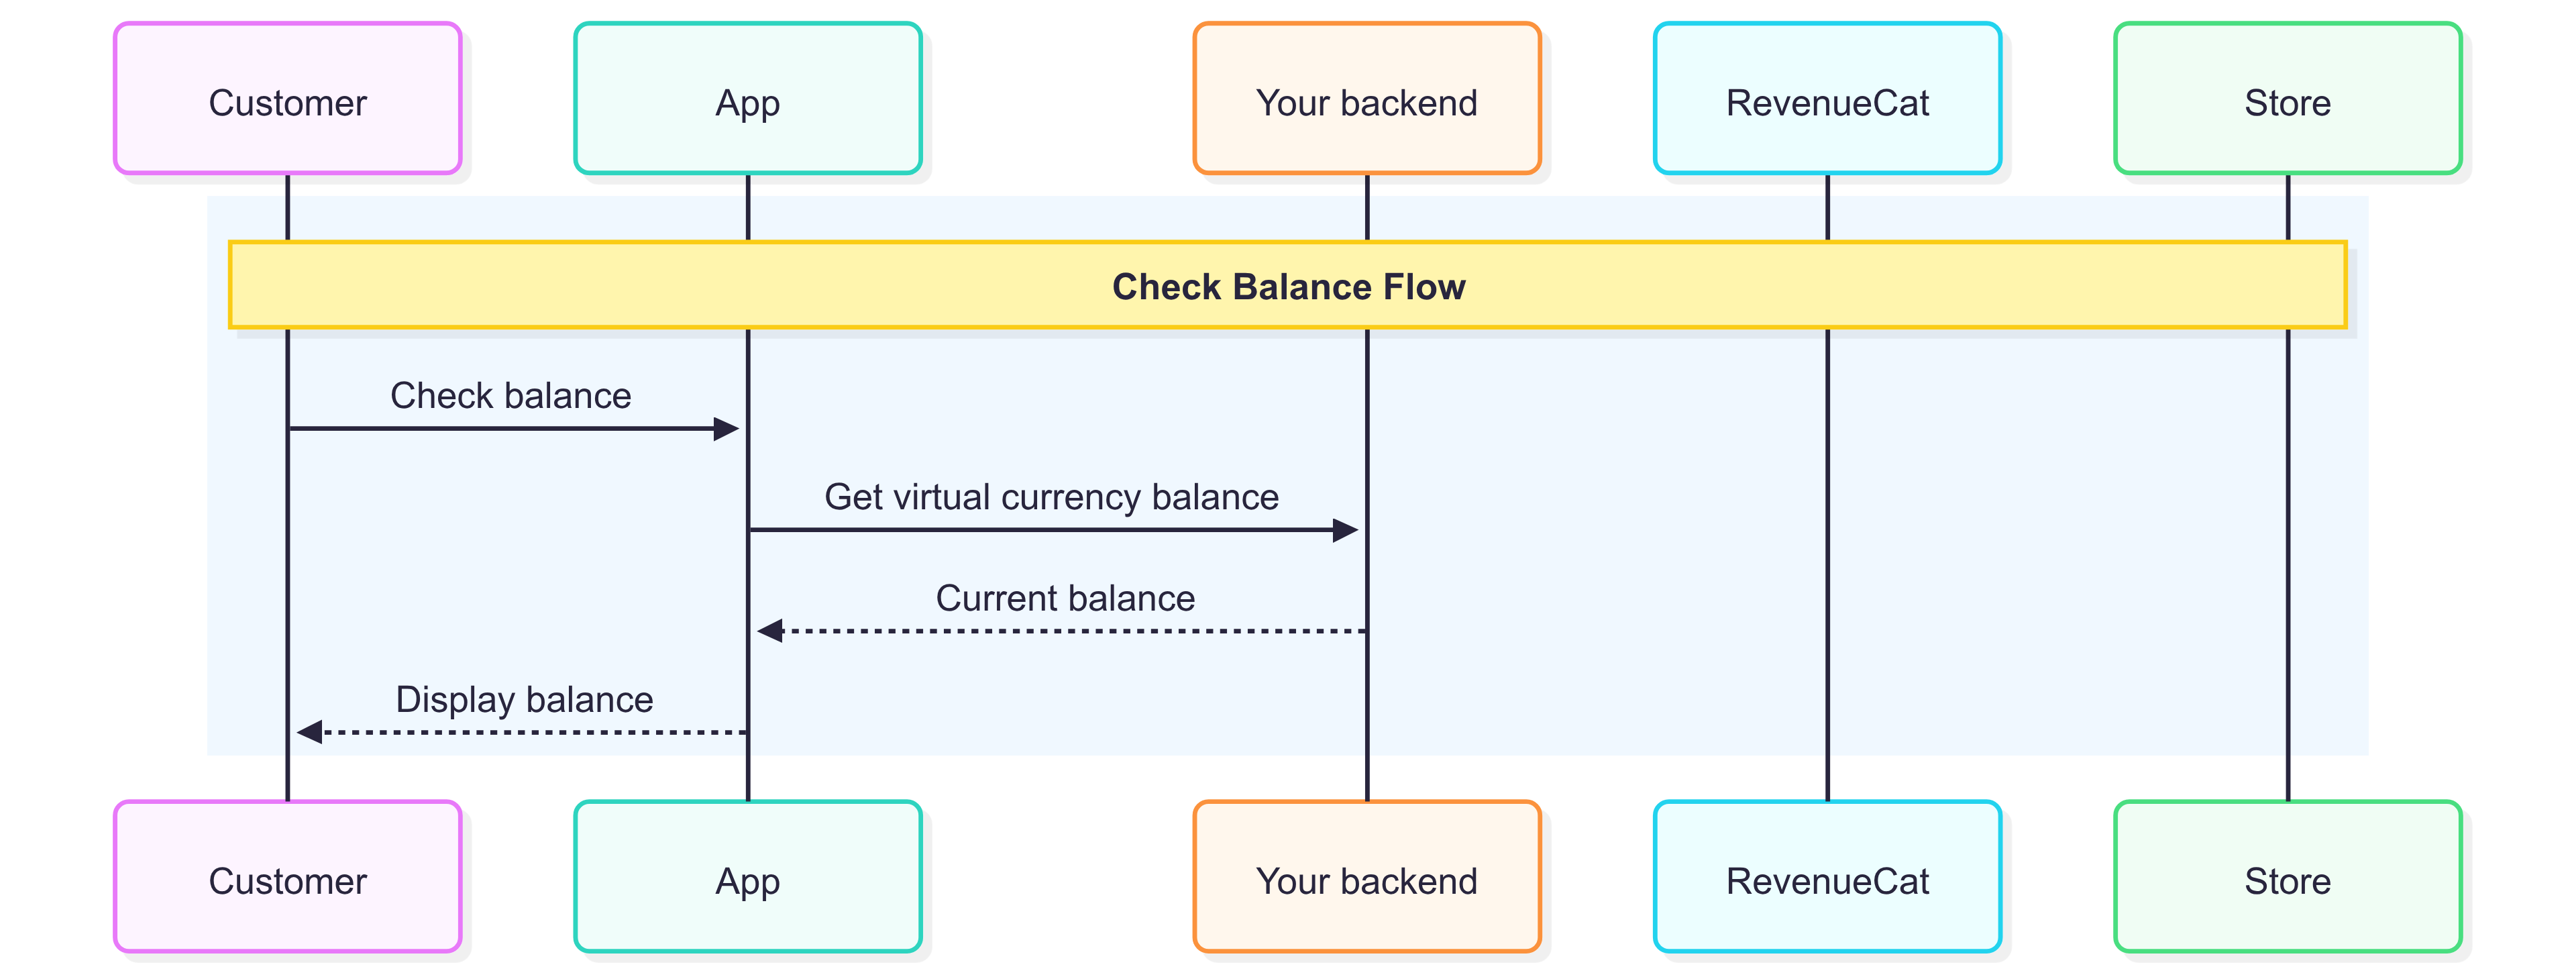 Customer
App
Your backend
RevenueCat
Store
Check Balance Flow
Check balance
Get virtual currency balance
Current balance
Display balance
Customer
App
Your backend
RevenueCat
Store